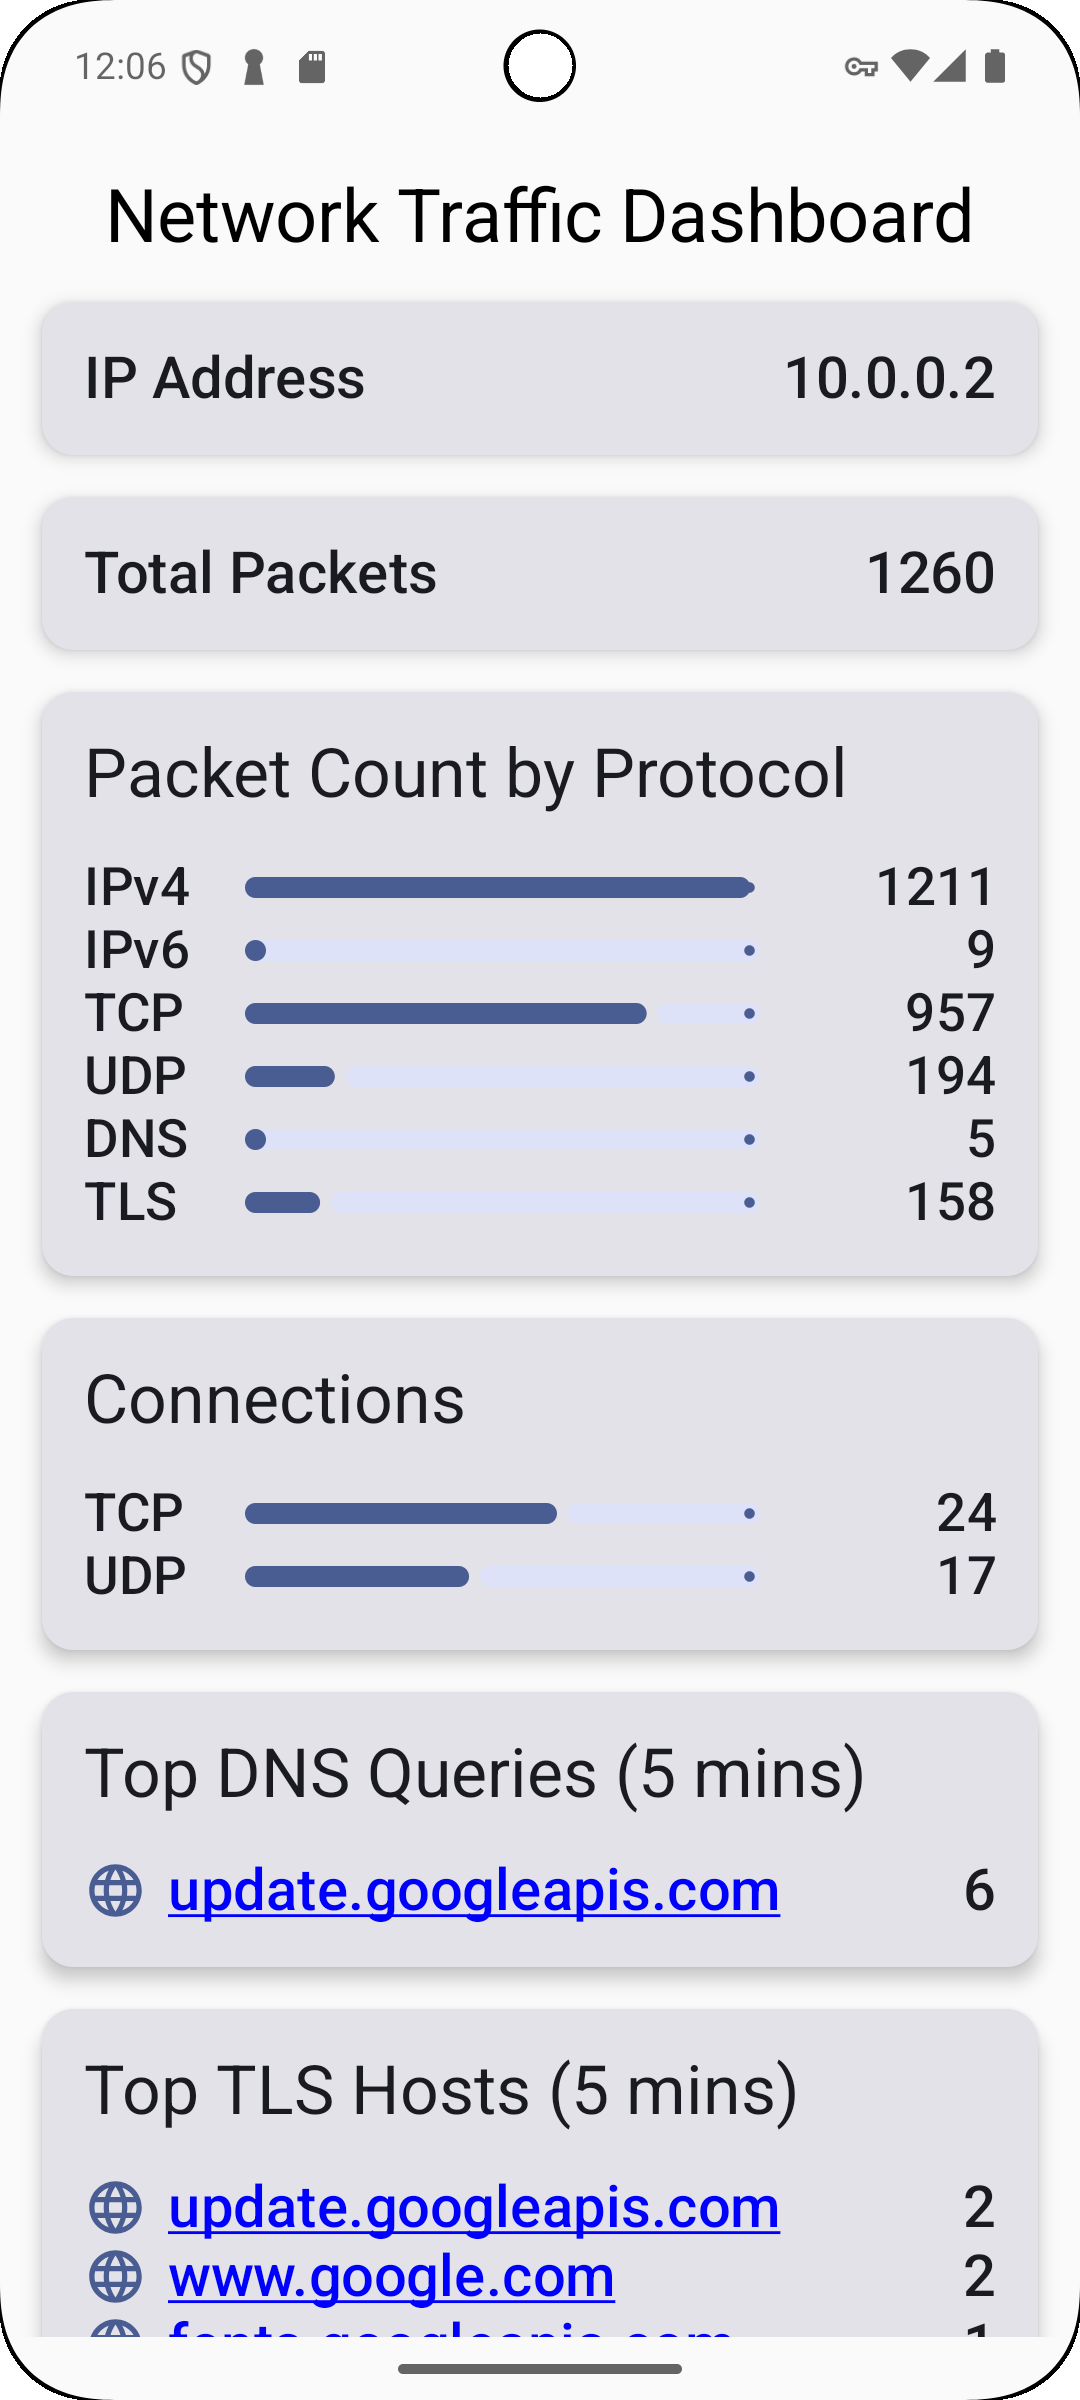 12:06
Network Traffic Dashboard
IP Address 10.0.0.2
Total Packets 1260
Packet Count by Protocol
IPv4 1211
IPv6 9
TCP 957
UDP 194
DNS 5
TLS 158
Connections
TCP 24
UDP 17
Top DNS Queries (5 mins)
update.googleapis.com 6
Top TLS Hosts (5 mins)
update.googleapis.com 2
www.google.com 2
fonts.googleapis.com 1